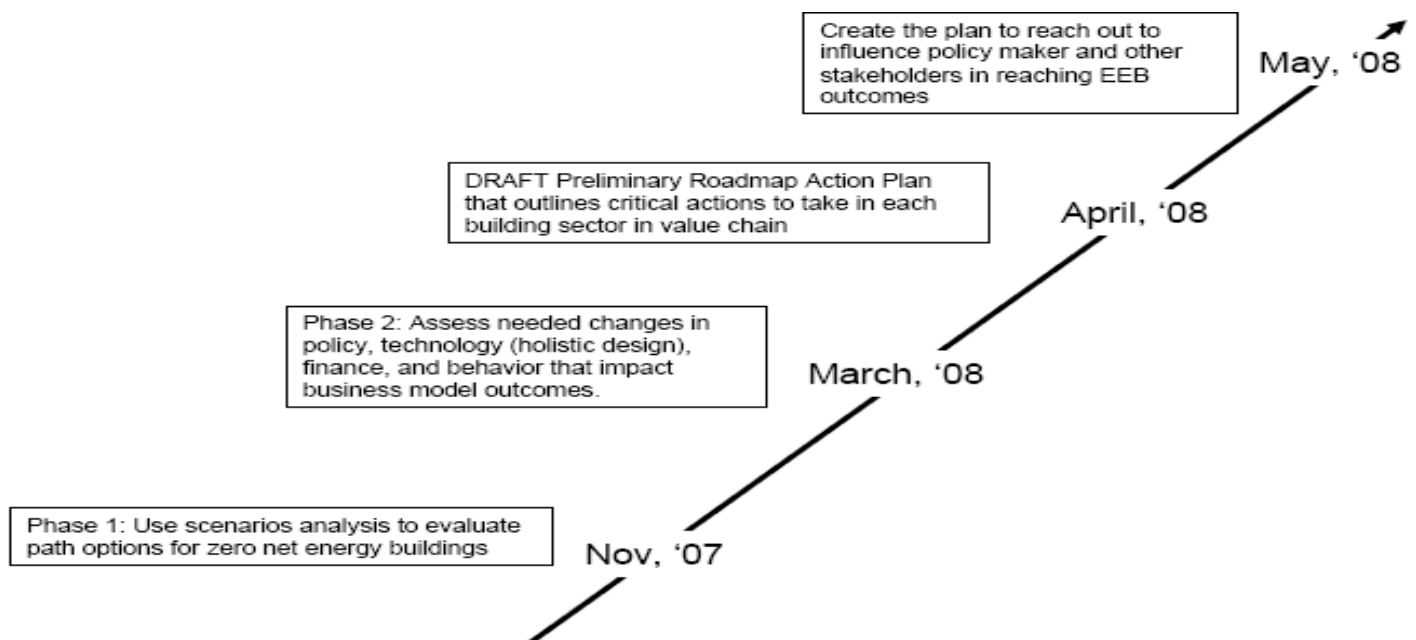 Create the plan to reach out to
influence policy maker and other
stakeholders in reaching EEB
outcomes
May, ‘08
DRAFT Preliminary Roadmap Action Plan
that outlines critical actions to take in each
building sector in value chain
April, ‘08
Phase 2: Assess needed changes in
policy, technology (holistic design),
finance, and behavior that impact
business model outcomes.
March, ‘08
Phase 1: Use scenarios analysis to evaluate
path options for zero net energy buildings
Nov, ‘07